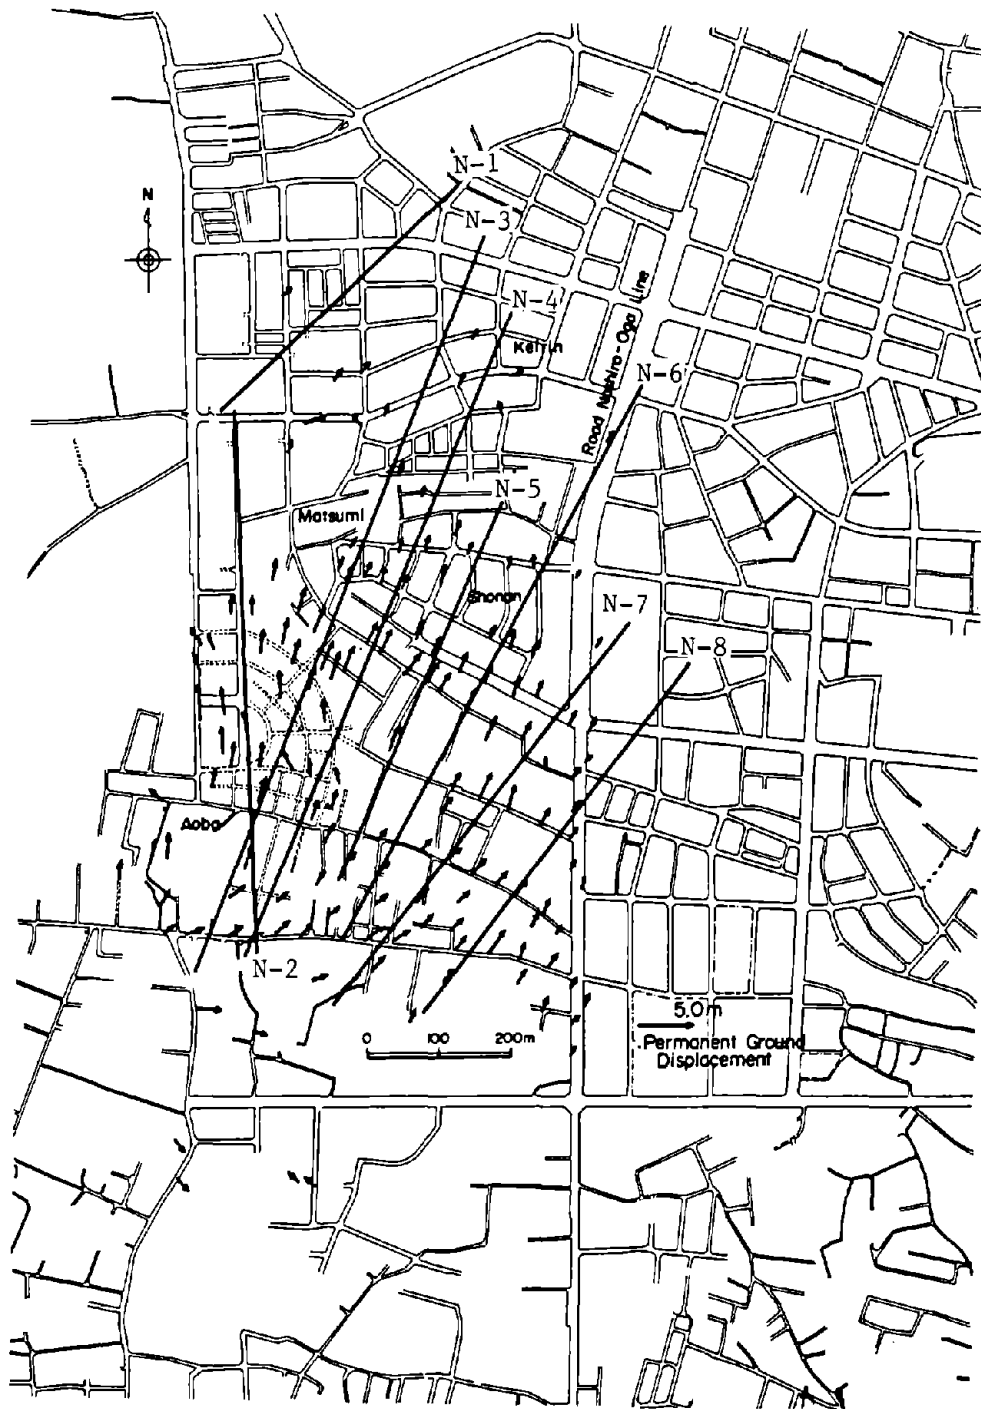 N-1
N
N-3
N-4
Road Noshiro-Oga Line
N-6
N-5
Matsumi
Shonan
N-7
N-8
Aoba
N-2
5.0m
0 100 200m
Permanent Ground
Displacement